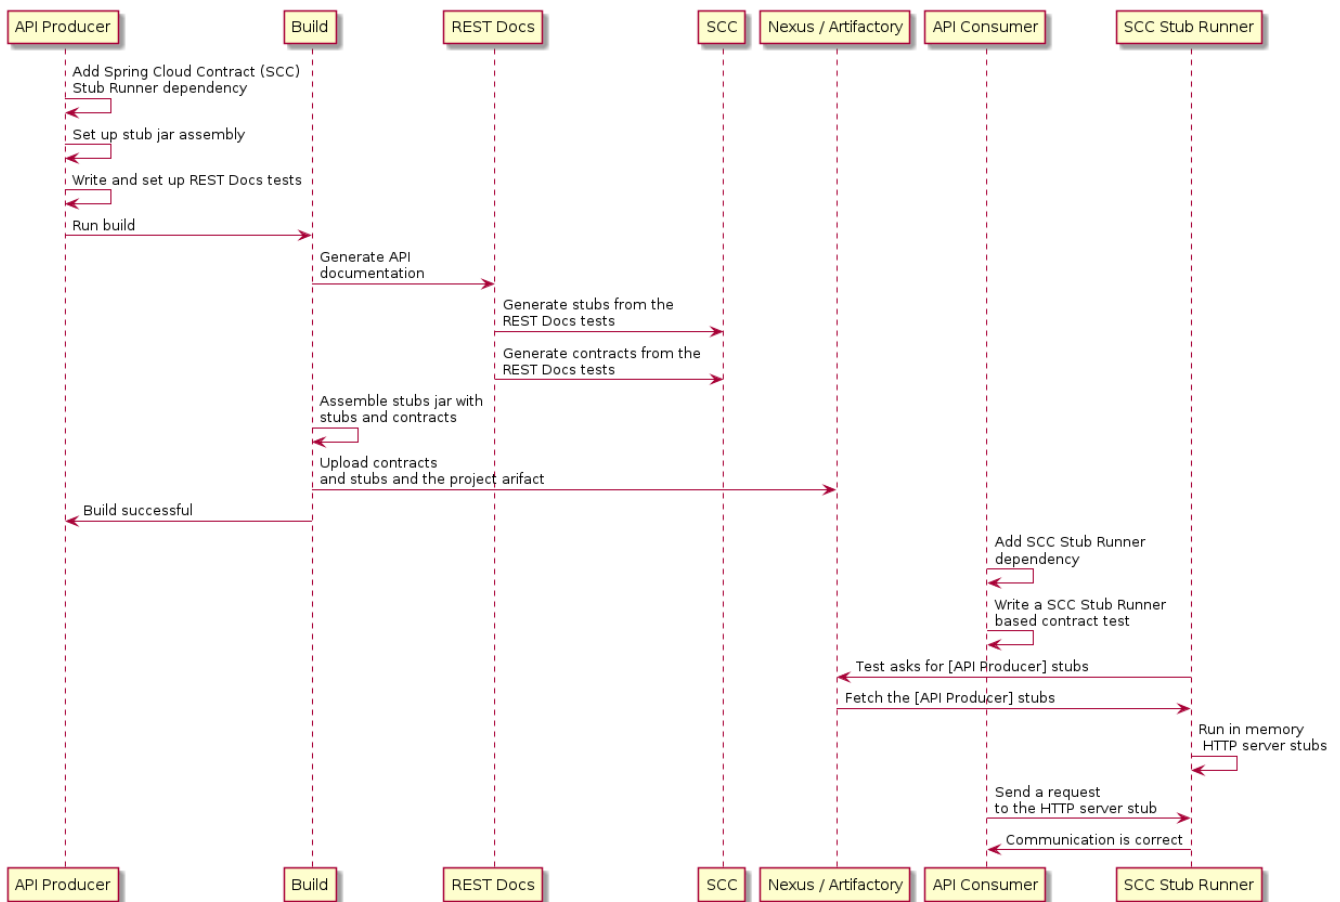 API Producer
Build
REST Docs
SCC
Nexus / Artifactory
API Consumer
SCC Stub Runner
Add Spring Cloud Contract (SCC)
Stub Runner dependency
Set up stub jar assembly
Write and set up REST Docs tests
Run build
Generate API
documentation
Generate stubs from the
REST Docs tests
Generate contracts from the
REST Docs tests
Assemble stubs jar with
stubs and contracts
Upload contracts
and stubs and the project arifact
Build successful
Add SCC Stub Runner
dependency
Write a SCC Stub Runner
based contract test
Test asks for [API Producer] stubs
Fetch the [API Producer] stubs
Run in memory
HTTP server stubs
Send a request
to the HTTP server stub
Communication is correct
API Producer
Build
REST Docs
SCC
Nexus / Artifactory
API Consumer
SCC Stub Runner